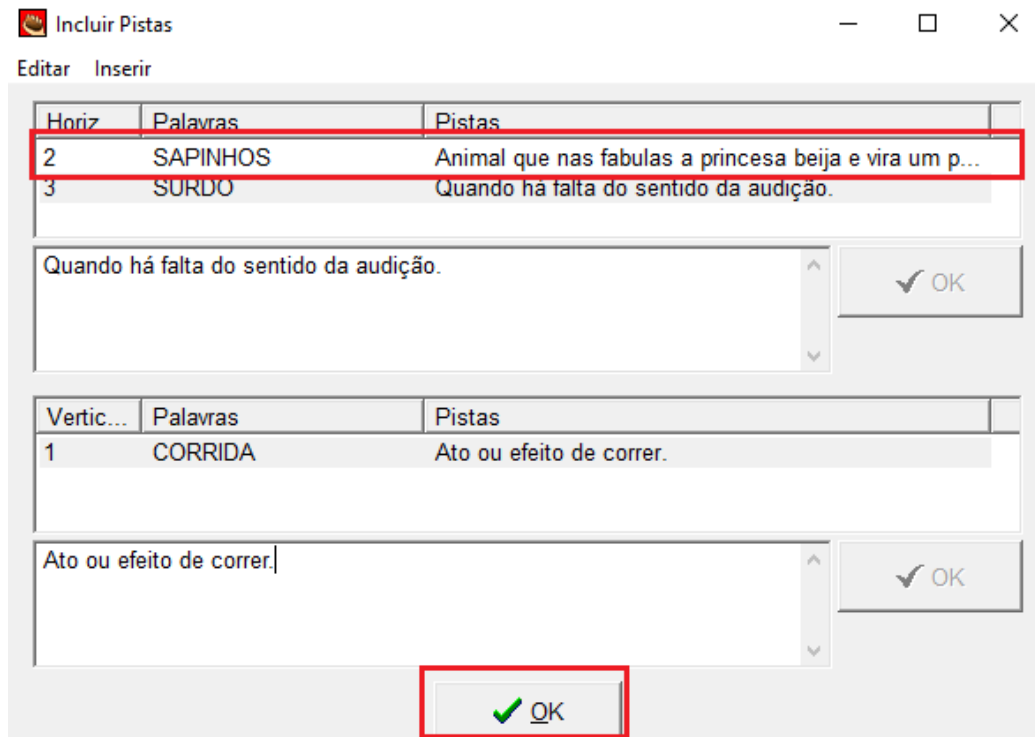 Incluir Pistas
Editar Inserir
Horiz Palavras Pistas
2 SAPINHOS Animal que nas fabulas a princesa beija e vira um p...
3 SURDO Quando há falta do sentido da audição.
Quando há falta do sentido da audição.
OK
Vertic... Palavras Pistas
1 CORRIDA Ato ou efeito de correr.
Ato ou efeito de correr.
OK
OK